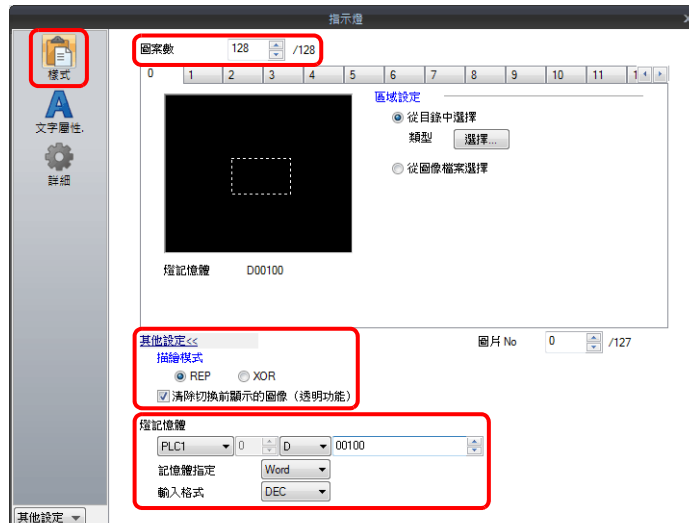 指示燈
樣式
文字屬性.
詳細
圖案數 128 /128
0 1 2 3 4 5 6 7 8 9 10 11 1
區域設定
從目錄中選擇
類型 選擇...
從圖像檔案選擇
燈記憶體 D00100
其他設定<<
圖片 No 0 /127
描繪模式
REP XOR
清除切換前顯示的圖像（透明功能）
燈記憶體
PLC1 0 D 00100
記憶體指定 Word
輸入格式 DEC
其他設定